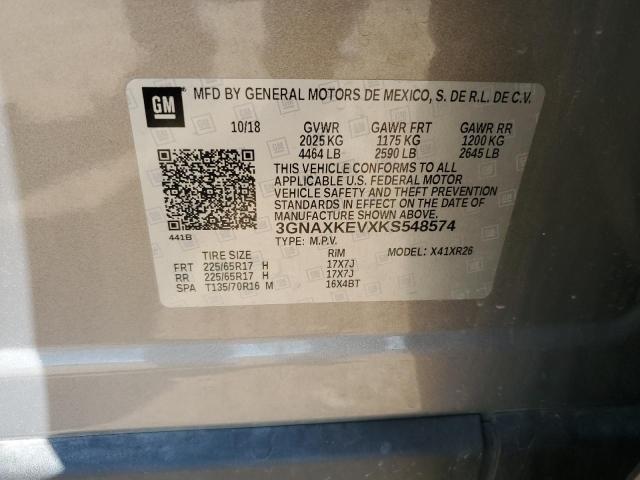 GM MFD BY GENERAL MOTORS DE MEXICO, S. DE R.L. DE C.V.
10/18 GVWR GAWR FRT GAWR RR
2025 KG 1175 KG 1200 KG
4464 LB 2590 LB 2645 LB
THIS VEHICLE CONFORMS TO ALL
APPLICABLE U.S. FEDERAL MOTOR
VEHICLE SAFETY AND THEFT PREVENTION
STANDARDS IN EFFECT ON THE DATE OF
MANUFACTURE SHOWN ABOVE.
441B
3GNAXKEVXKS548574
TYPE: M.P.V. MODEL: X41XR26
TIRE SIZE RIM
FRT 225/65R17 H 17X7J
RR 225/65R17 H 17X7J
SPA T135/70R16 M 16X4BT